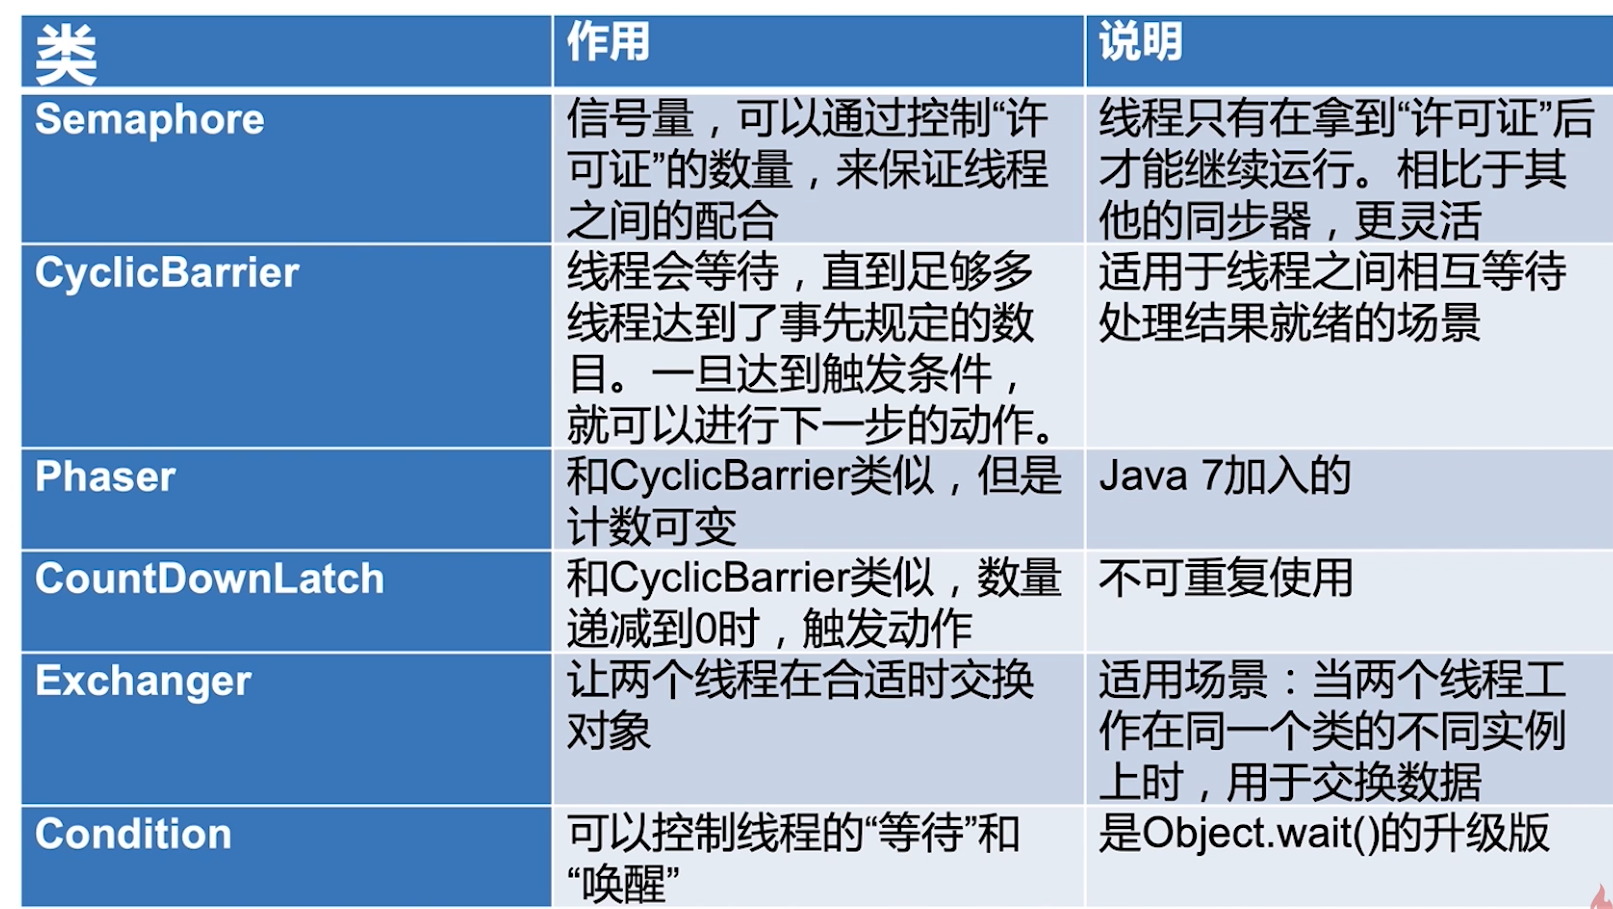 类
作用
说明
Semaphore
信号量，可以通过控制“许
可证”的数量，来保证线程
之间的配合
线程只有在拿到“许可证”后
才能继续运行。相比于其
他的同步器，更灵活
CyclicBarrier
线程会等待，直到足够多
线程达到了事先规定的数
目。一旦达到触发条件，
就可以进行下一步的动作。
适用于线程之间相互等待
处理结果就绪的场景
Phaser
和CyclicBarrier类似，但是
计数可变
Java 7加入的
CountDownLatch
和CyclicBarrier类似，数量
递减到0时，触发动作
不可重复使用
Exchanger
让两个线程在合适时交换
对象
适用场景：当两个线程工
作在同一个类的不同实例
上时，用于交换数据
Condition
可以控制线程的“等待”和
“唤醒”
是Object.wait()的升级版